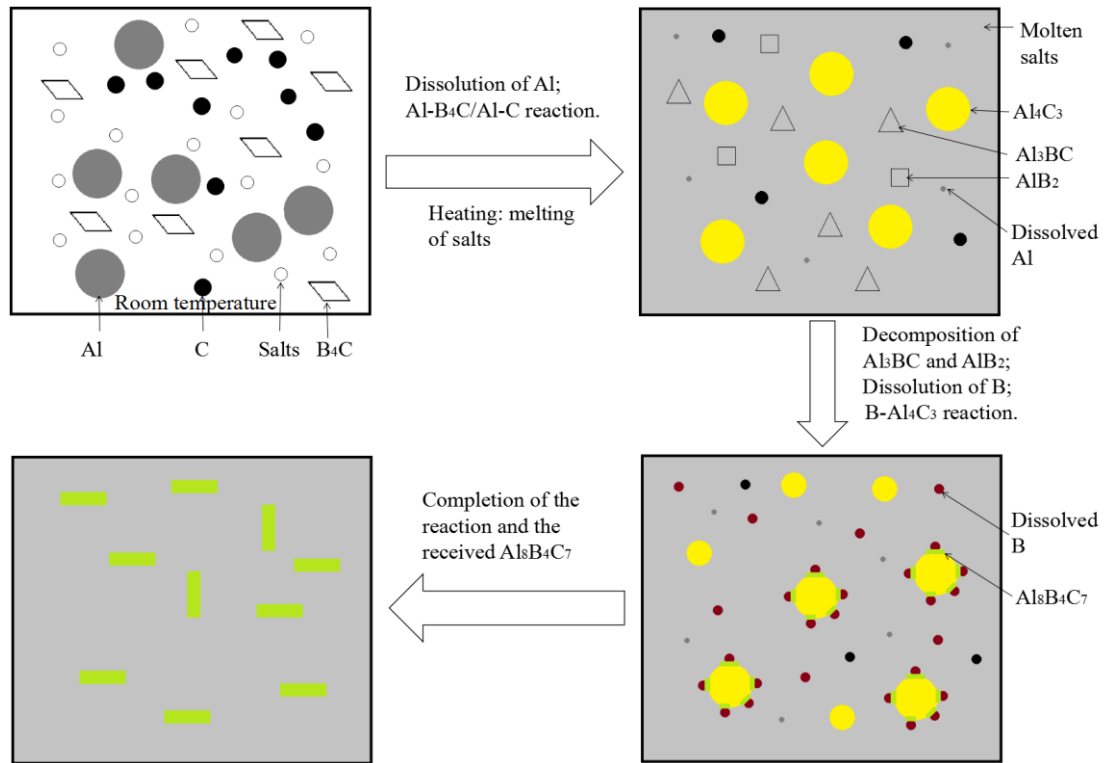 Room temperature
Al
C
Salts
B₄C
Dissolution of Al;
Al-B₄C/Al-C reaction.
Heating: melting
of salts
Molten
salts
Al₄C₃
Al₃BC
AlB₂
Dissolved
Al
Decomposition of
Al₃BC and AlB₂;
Dissolution of B;
B-Al₄C₃ reaction.
Dissolved
B
Al₈B₄C₇
Completion of the
reaction and the
received Al₈B₄C₇